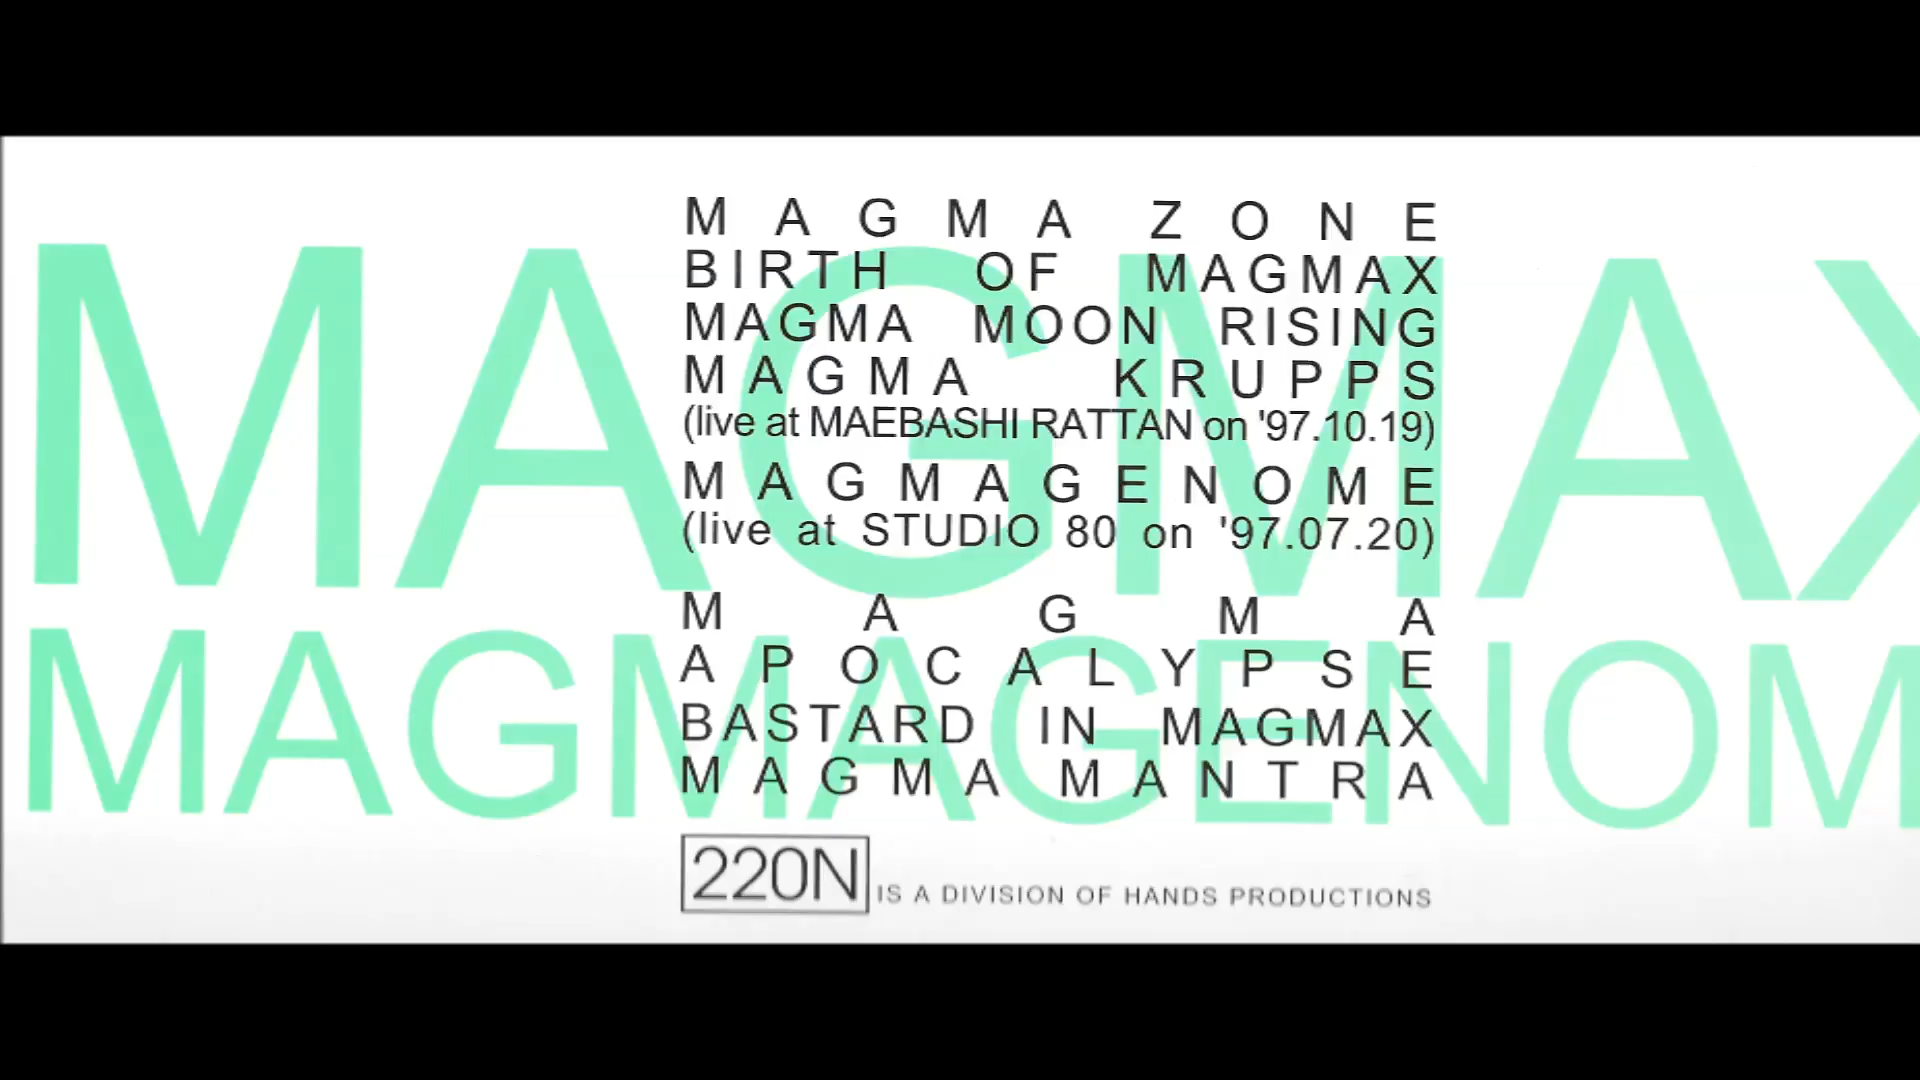 MAGMA ZONE
BIRTH OF MAGMAX
MAGMA MOON RISING
MAGMA KRUPPS
(live at MAEBASHI RATTAN on '97.10.19)
MAGMAGENOME
(live at STUDIO 80 on '97.07.20)
MAGMA
APOCALYPSE
BASTARD IN MAGMAX
MAGMA MANTRA
220N IS A DIVISION OF HANDS PRODUCTIONS
MAGMAX
MAGMAGENOM